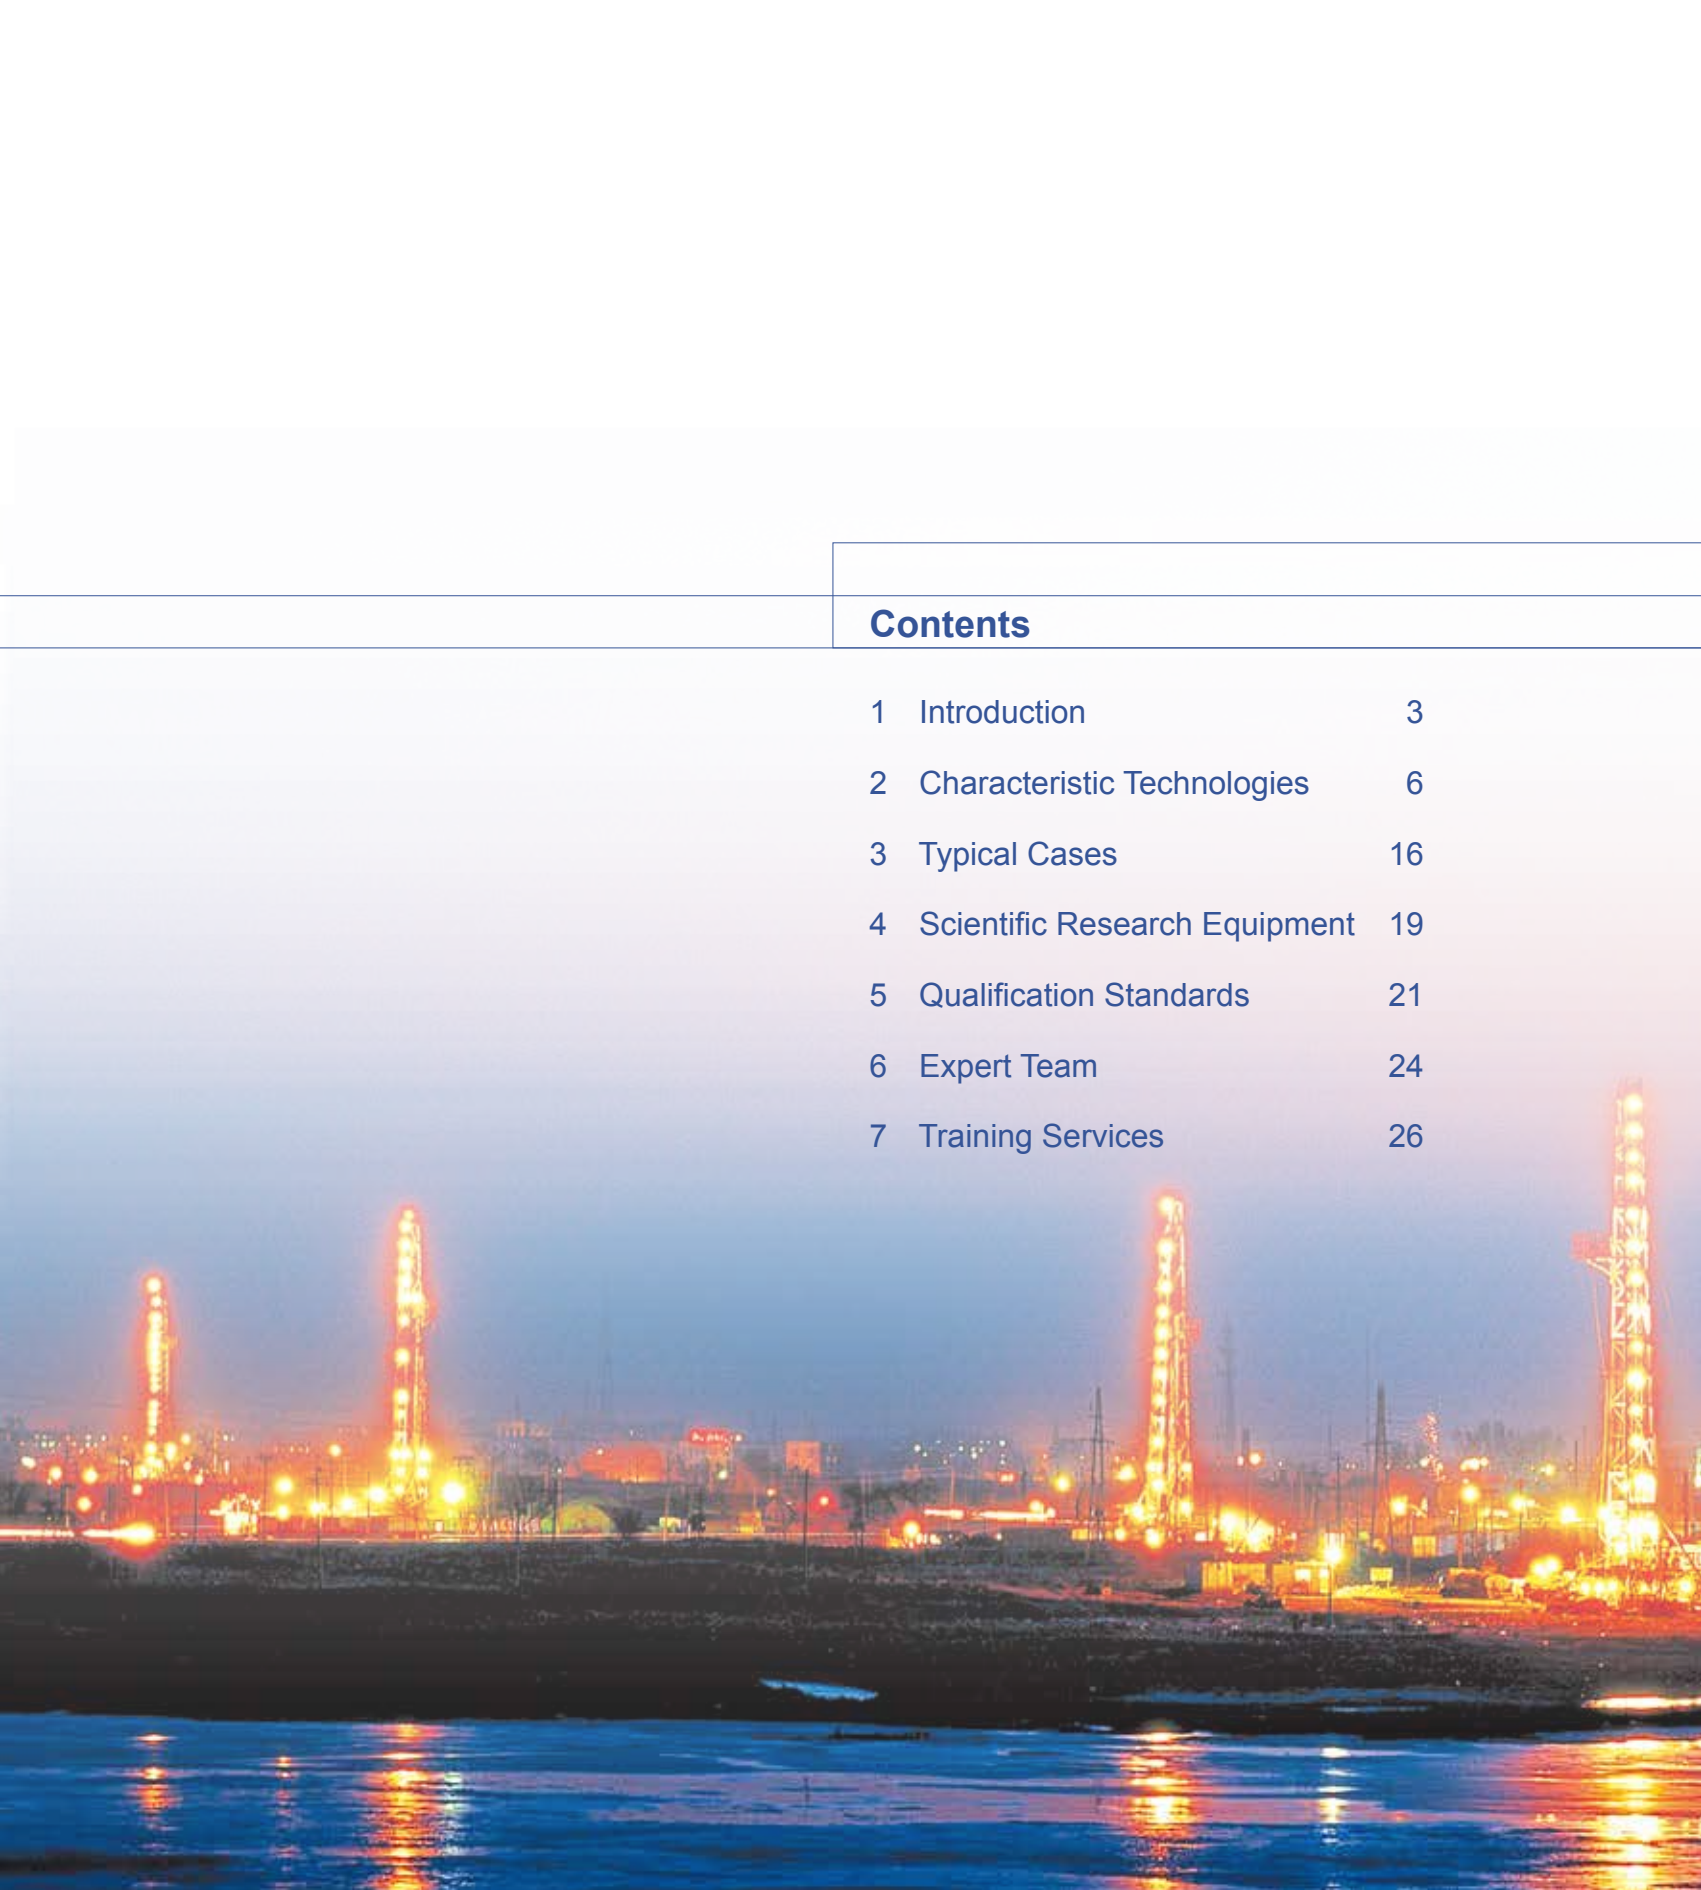 Contents
1 Introduction 3
2 Characteristic Technologies 6
3 Typical Cases 16
4 Scientific Research Equipment 19
5 Qualification Standards 21
6 Expert Team 24
7 Training Services 26